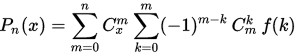 $P_n(x) = \sum_{m=0}^{n} C_x^m \sum_{k=0}^{m} (-1)^{m-k} \, C_m^k \, f(k)$